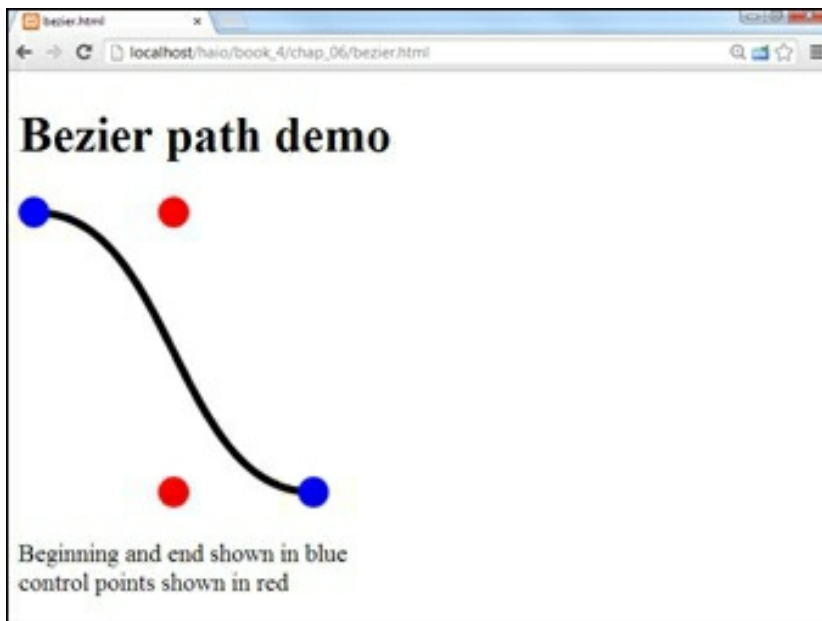 bezier.html
localhost/haio/book_4/chap_06/bezier.html
Bezier path demo
Beginning and end shown in blue
control points shown in red